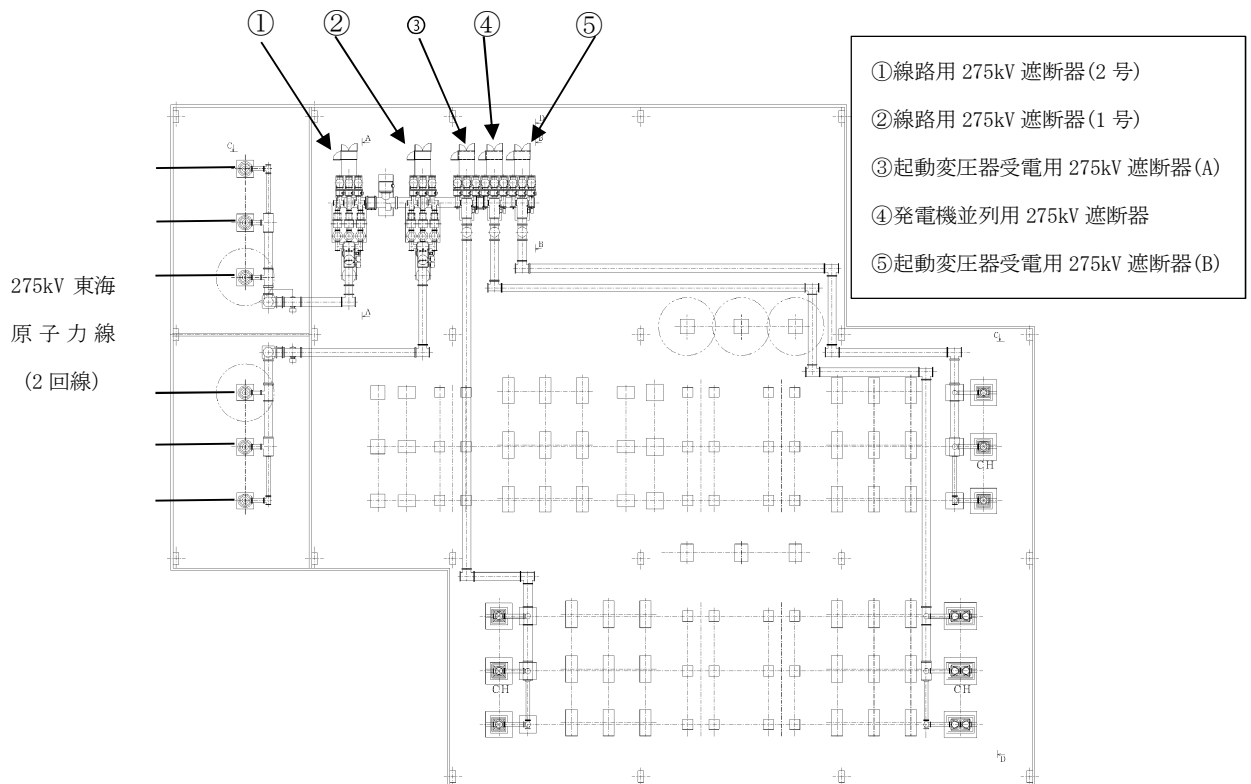 ① ② ③ ④ ⑤
①線路用 275kV 遮断器(2 号)
②線路用 275kV 遮断器(1 号)
③起動変圧器受電用 275kV 遮断器(A)
④発電機並列用 275kV 遮断器
⑤起動変圧器受電用 275kV 遮断器(B)
D
A
B
C
B
A
275kV 東海
原 子 力 線
(2 回線)
C
CH
CH
CH
D